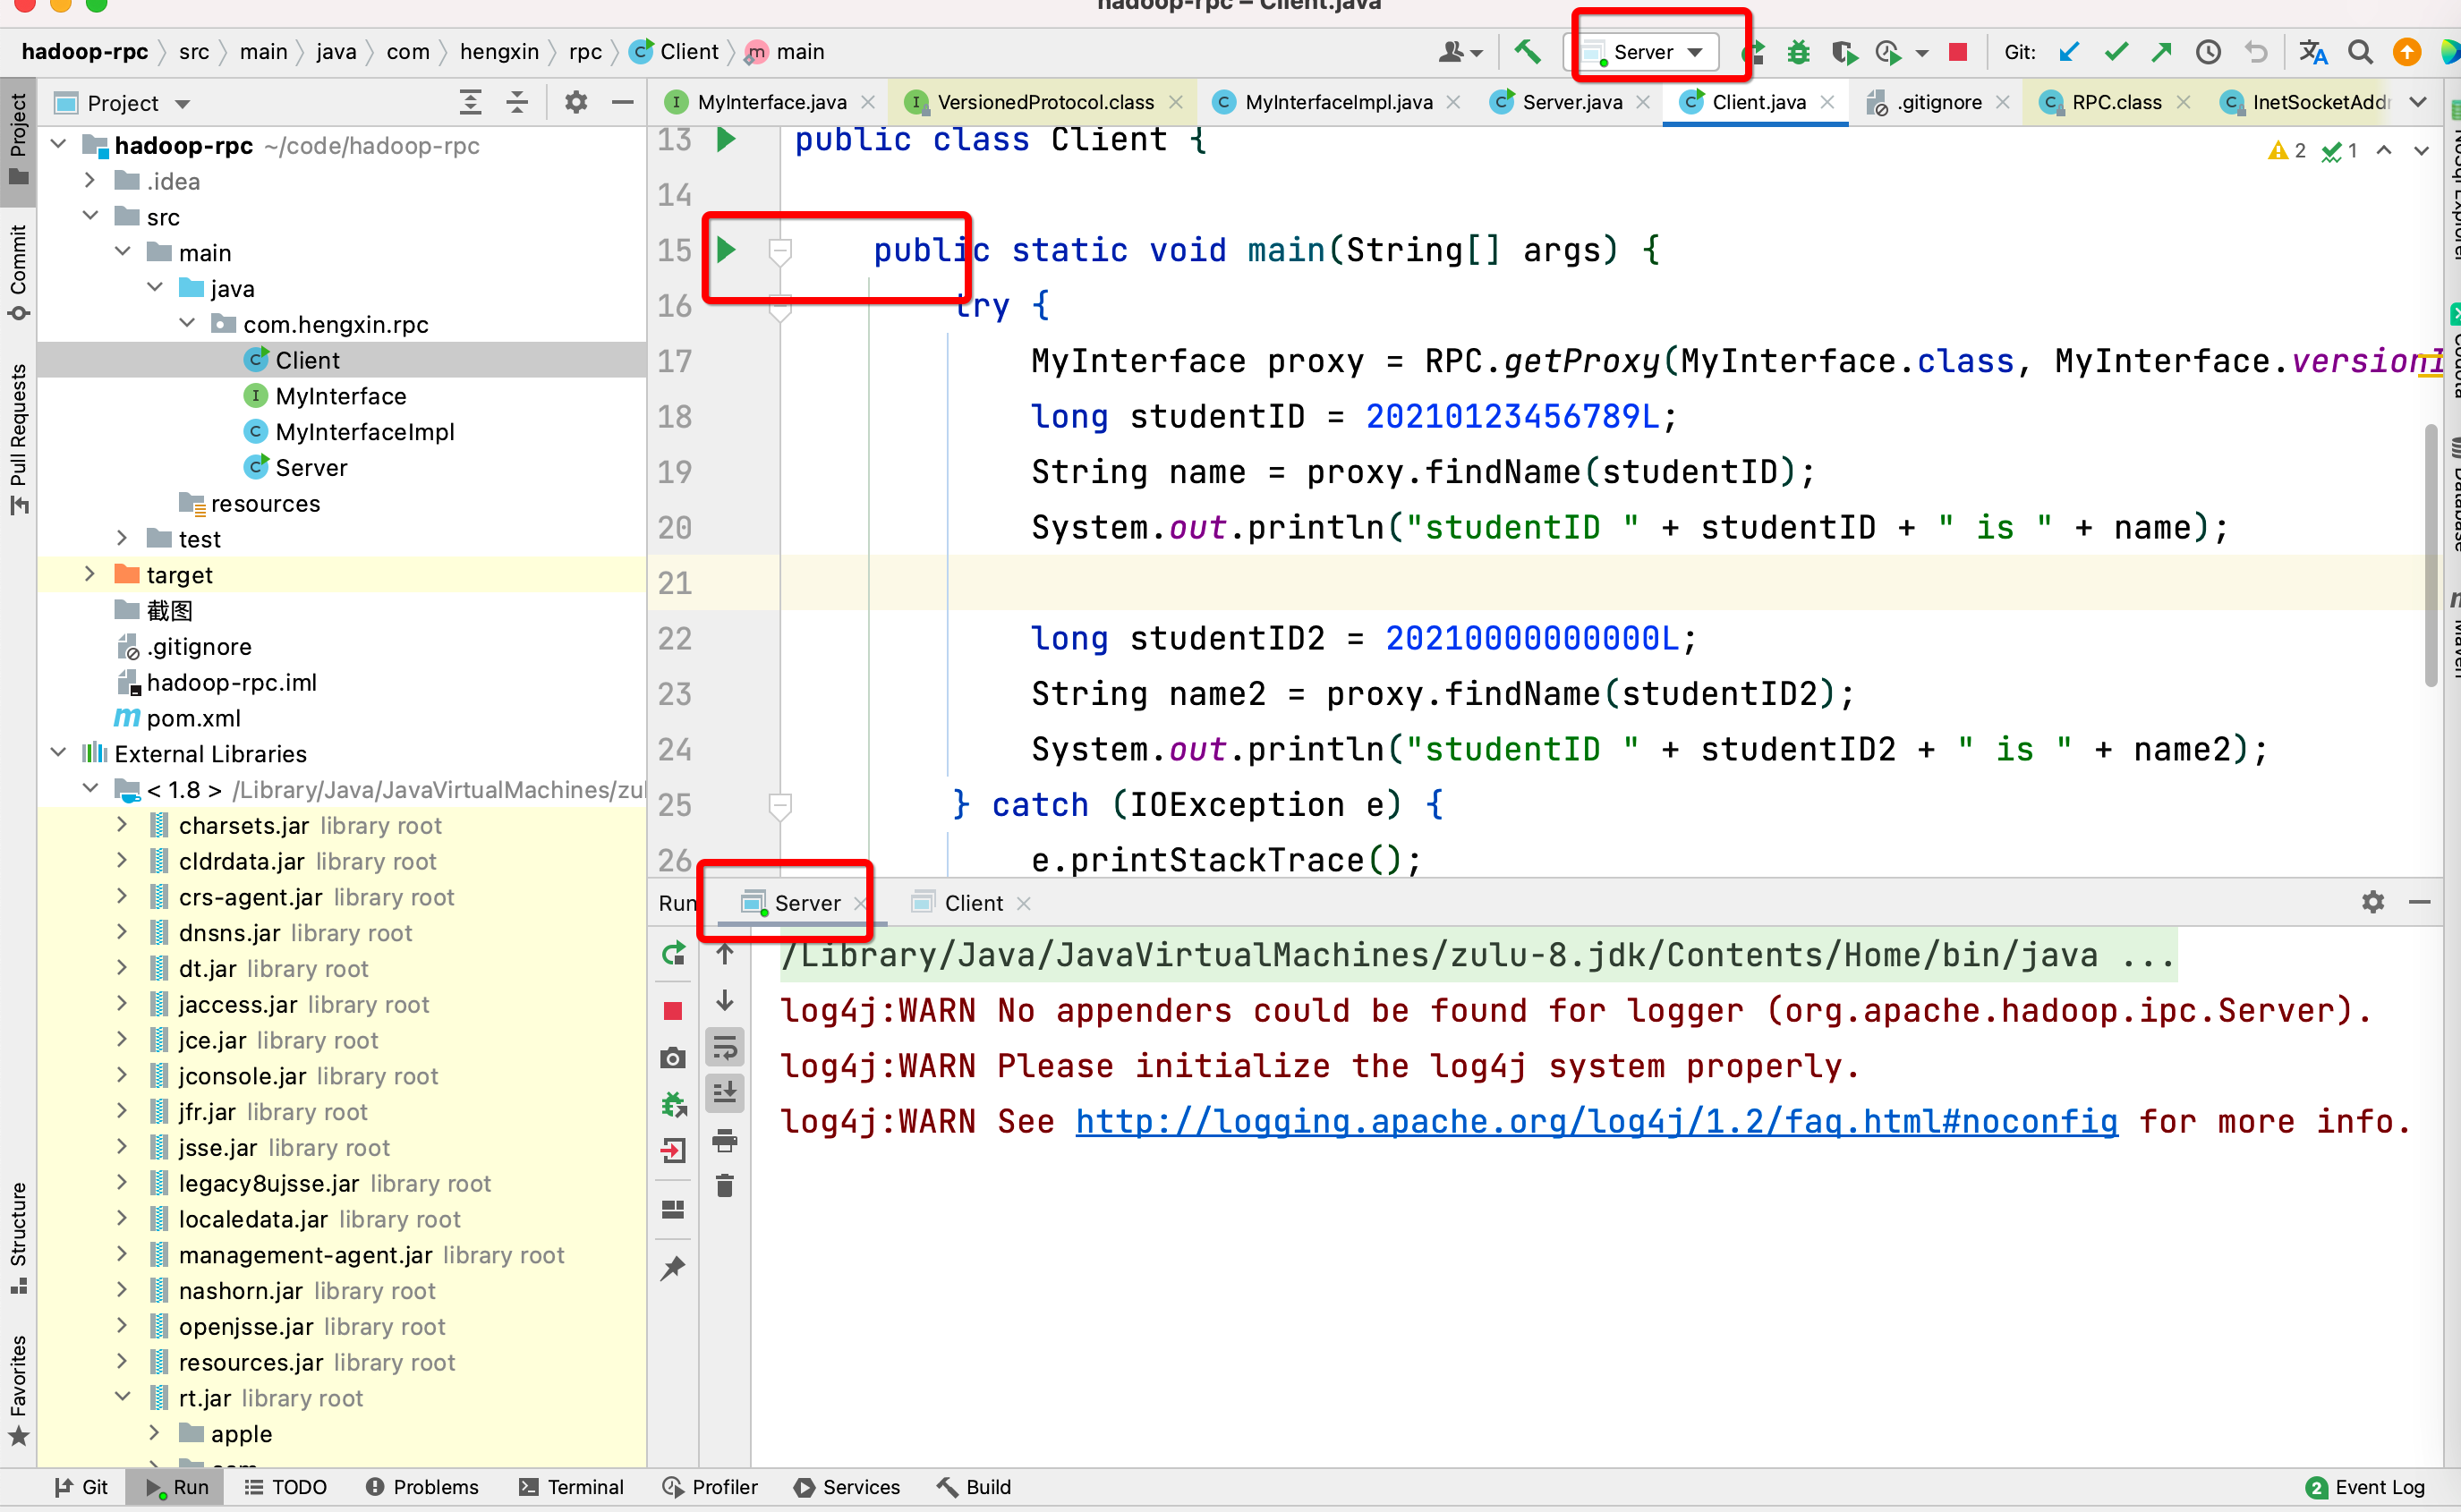 hadoop-rpc – Client.java
hadoop-rpc src main java com hengxin rpc Client main
Server
Git:
Project
MyInterface.java
VersionedProtocol.class
MyInterfaceImpl.java
Server.java
Client.java
.gitignore
RPC.class
InetSocketAddr
Project
Commit
Pull Requests
Structure
Favorites
hadoop-rpc ~/code/hadoop-rpc
.idea
src
main
java
com.hengxin.rpc
Client
MyInterface
MyInterfaceImpl
Server
resources
test
target
截图
.gitignore
hadoop-rpc.iml
pom.xml
External Libraries
< 1.8 > /Library/Java/JavaVirtualMachines/zul
charsets.jar library root
cldrdata.jar library root
crs-agent.jar library root
dnsns.jar library root
dt.jar library root
jaccess.jar library root
jce.jar library root
jconsole.jar library root
jfr.jar library root
jsse.jar library root
legacy8ujsse.jar library root
localedata.jar library root
management-agent.jar library root
nashorn.jar library root
openjsse.jar library root
resources.jar library root
rt.jar library root
apple
2 1
13 public class Client {
14
15 public static void main(String[] args) {
16 try {
17 MyInterface proxy = RPC.getProxy(MyInterface.class, MyInterface.versionI
18 long studentID = 20210123456789L;
19 String name = proxy.findName(studentID);
20 System.out.println("studentID " + studentID + " is " + name);
21
22 long studentID2 = 20210000000000L;
23 String name2 = proxy.findName(studentID2);
24 System.out.println("studentID " + studentID2 + " is " + name2);
25 } catch (IOException e) {
26 e.printStackTrace();
Run Server Client
/Library/Java/JavaVirtualMachines/zulu-8.jdk/Contents/Home/bin/java ...
log4j:WARN No appenders could be found for logger (org.apache.hadoop.ipc.Server).
log4j:WARN Please initialize the log4j system properly.
log4j:WARN See http://logging.apache.org/log4j/1.2/faq.html#noconfig for more info.
Git Run TODO Problems Terminal Profiler Services Build
2 Event Log